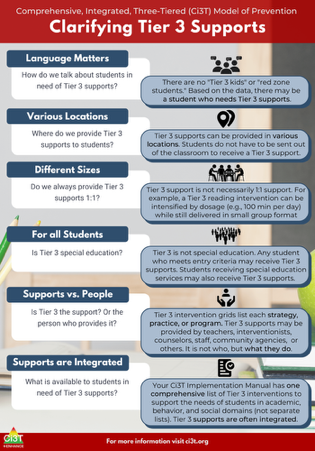 Comprehensive, Integrated, Three-Tiered (Ci3T) Model of Prevention
Clarifying Tier 3 Supports
Language Matters
How do we talk about students in
need of Tier 3 supports?
There are no "Tier 3 kids" or "red zone
students." Based on the data, there may be
a student who needs Tier 3 supports.
Various Locations
Where do we provide Tier 3
supports to students?
Tier 3 supports can be provided in various
locations. Students do not have to be sent out
of the classroom to receive a Tier 3 support.
Different Sizes
Do we always provide Tier 3
supports 1:1?
Tier 3 support is not necessarily 1:1 support. For
example, a Tier 3 reading intervention can be
intensified by dosage (e.g., 100 min per day)
while still delivered in small group format
For all Students
Is Tier 3 special education?
Tier 3 is not special education. Any student
who meets entry criteria may receive Tier 3
supports. Students receiving special education
services may also receive Tier 3 supports.
Supports vs. People
Is Tier 3 the support? Or the
person who provides it?
Tier 3 intervention grids list each strategy,
practice, or program. Tier 3 supports may be
provided by teachers, interventionists,
counselors, staff, community agencies, or
others. It is not who, but what they do.
Supports are Integrated
What is available to students in
need of Tier 3 supports?
Your Ci3T Implementation Manual has one
comprehensive list of Tier 3 interventions to
support the needs of students in academic,
behavior, and social domains (not separate
lists). Tier 3 supports are often integrated.
Ci3T
For more information visit ci3t.org